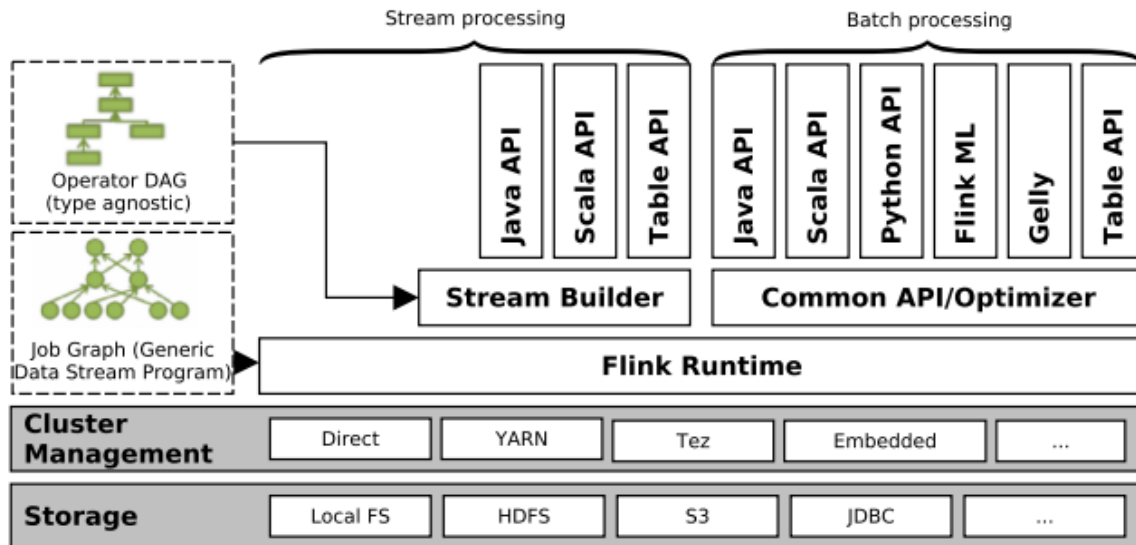 Stream processing
Batch processing
Operator DAG
(type agnostic)
Java API
Scala API
Table API
Java API
Scala API
Python API
Flink ML
Gelly
Table API
Stream Builder
Common API/Optimizer
Job Graph (Generic
Data Stream Program)
Flink Runtime
Cluster
Management
Direct
YARN
Tez
Embedded
...
Storage
Local FS
HDFS
S3
JDBC
...